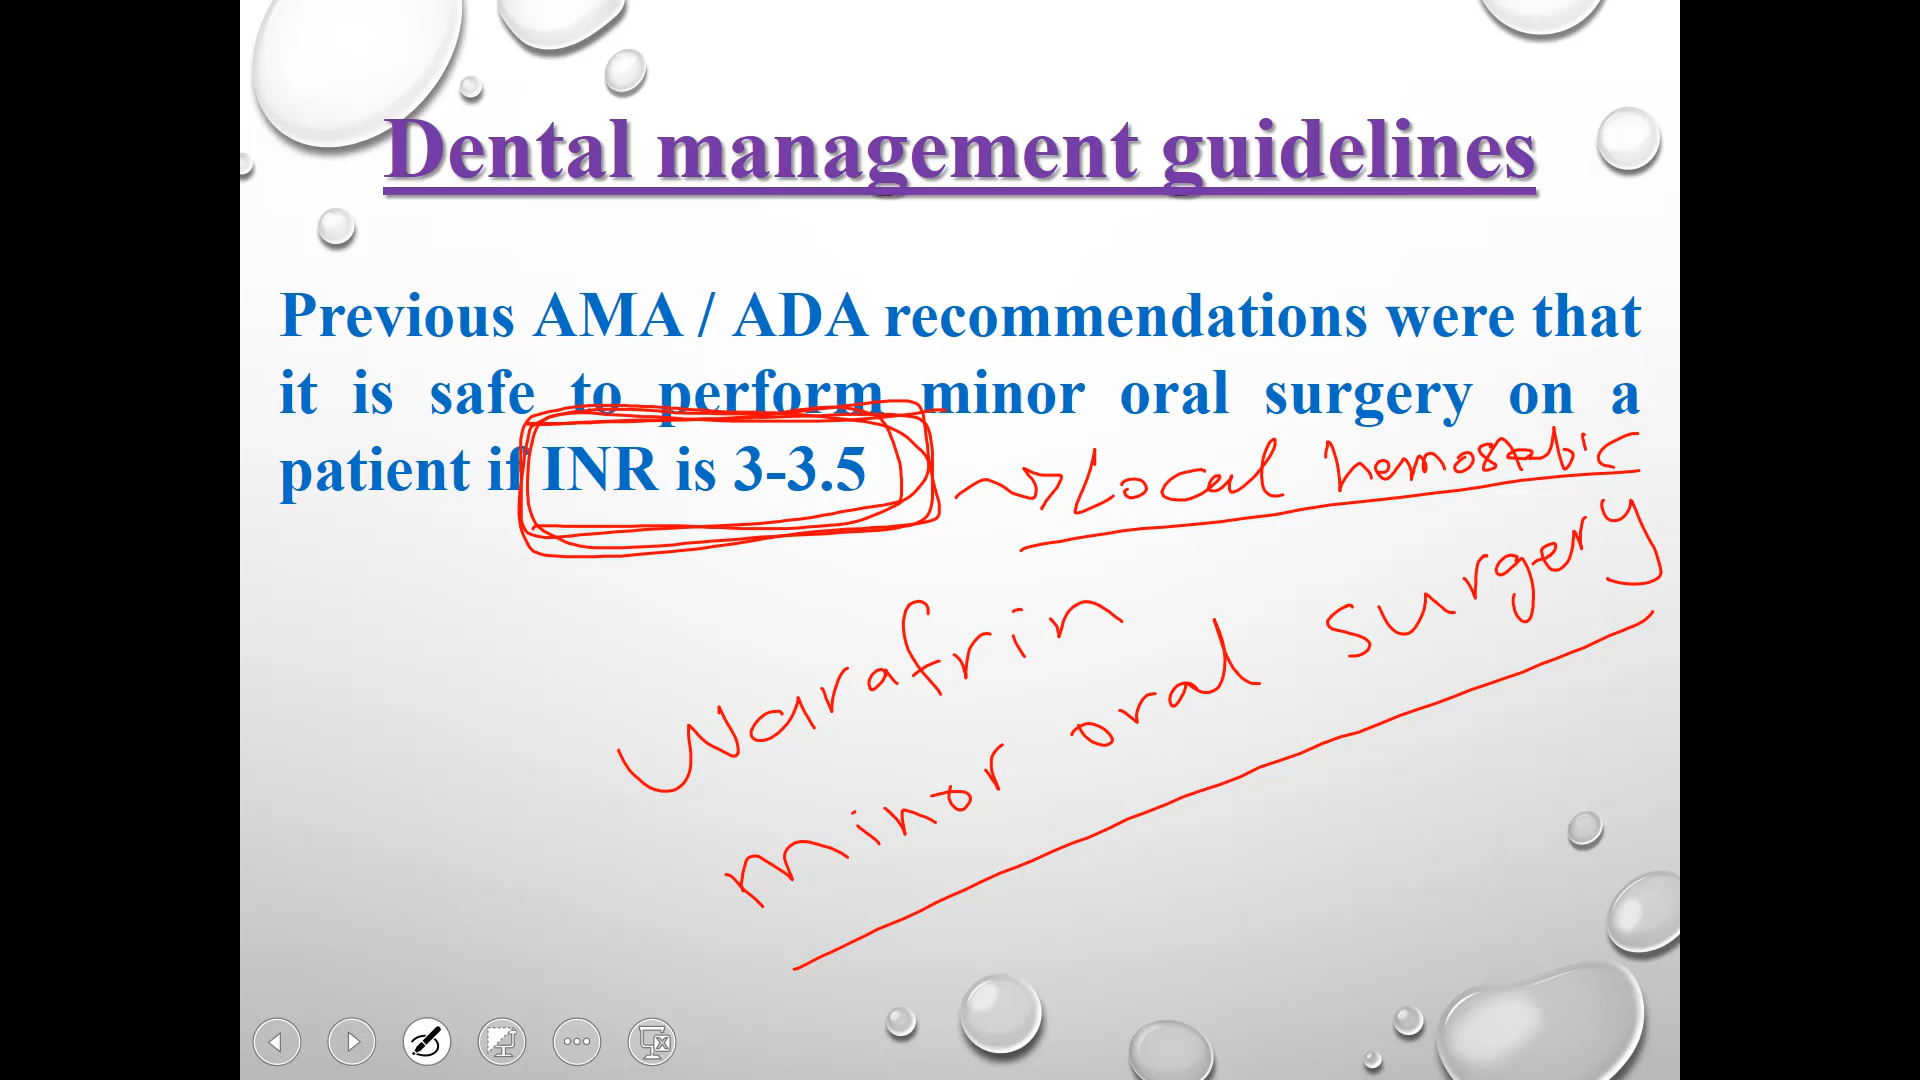 Dental management guidelines
Previous AMA / ADA recommendations were that
it is safe to perform minor oral surgery on a
patient if INR is 3-3.5
Local hemostatic
Warafrin
minor oral surgery